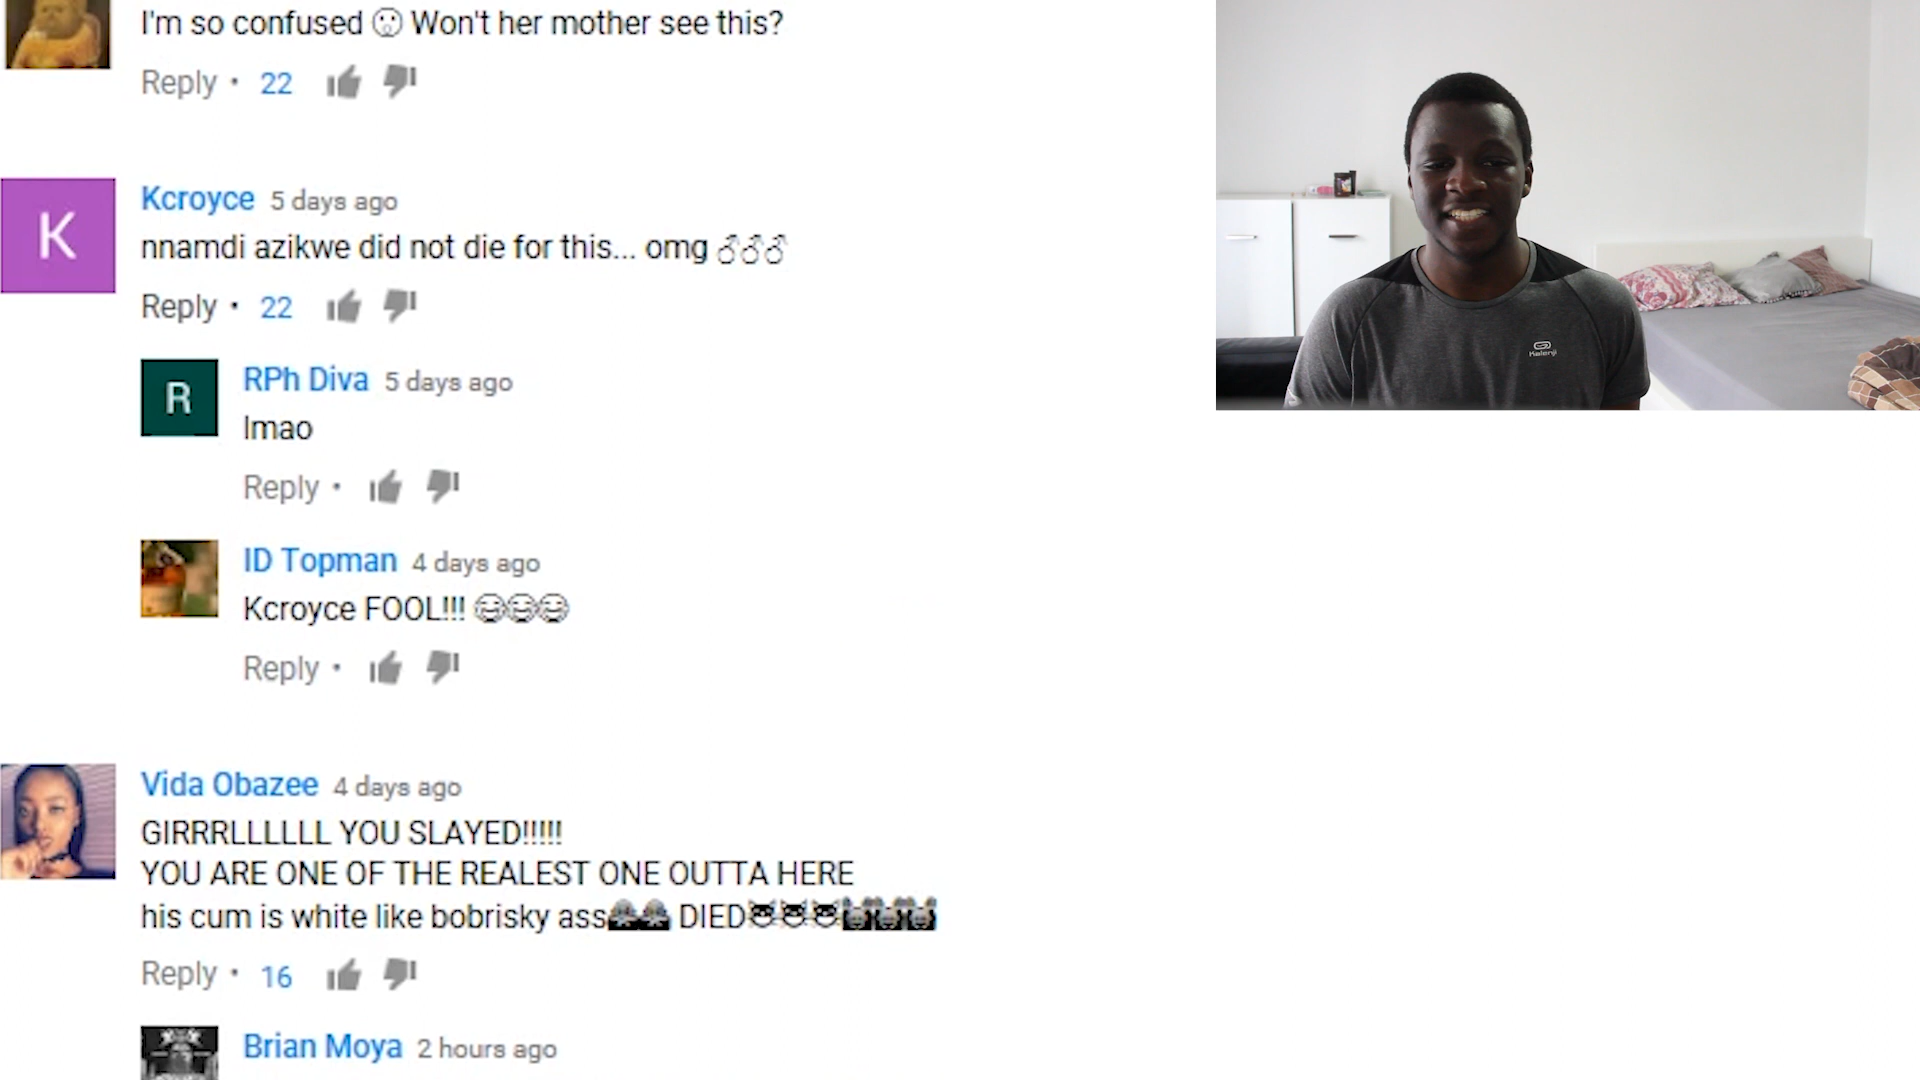 I'm so confused 😮 Won't her mother see this?
Reply • 22
K
Kcroyce 5 days ago
nnamdi azikwe did not die for this... omg ♂♂♂
Reply • 22
R
RPh Diva 5 days ago
lmao
Reply •
ID Topman 4 days ago
Kcroyce FOOL!!! 😂😂😂
Reply •
Vida Obazee 4 days ago
GIRRRLLLLLL YOU SLAYED!!!!!
YOU ARE ONE OF THE REALEST ONE OUTTA HERE
his cum is white like bobrisky ass DIED
Reply • 16
Brian Moya 2 hours ago
Kalenji